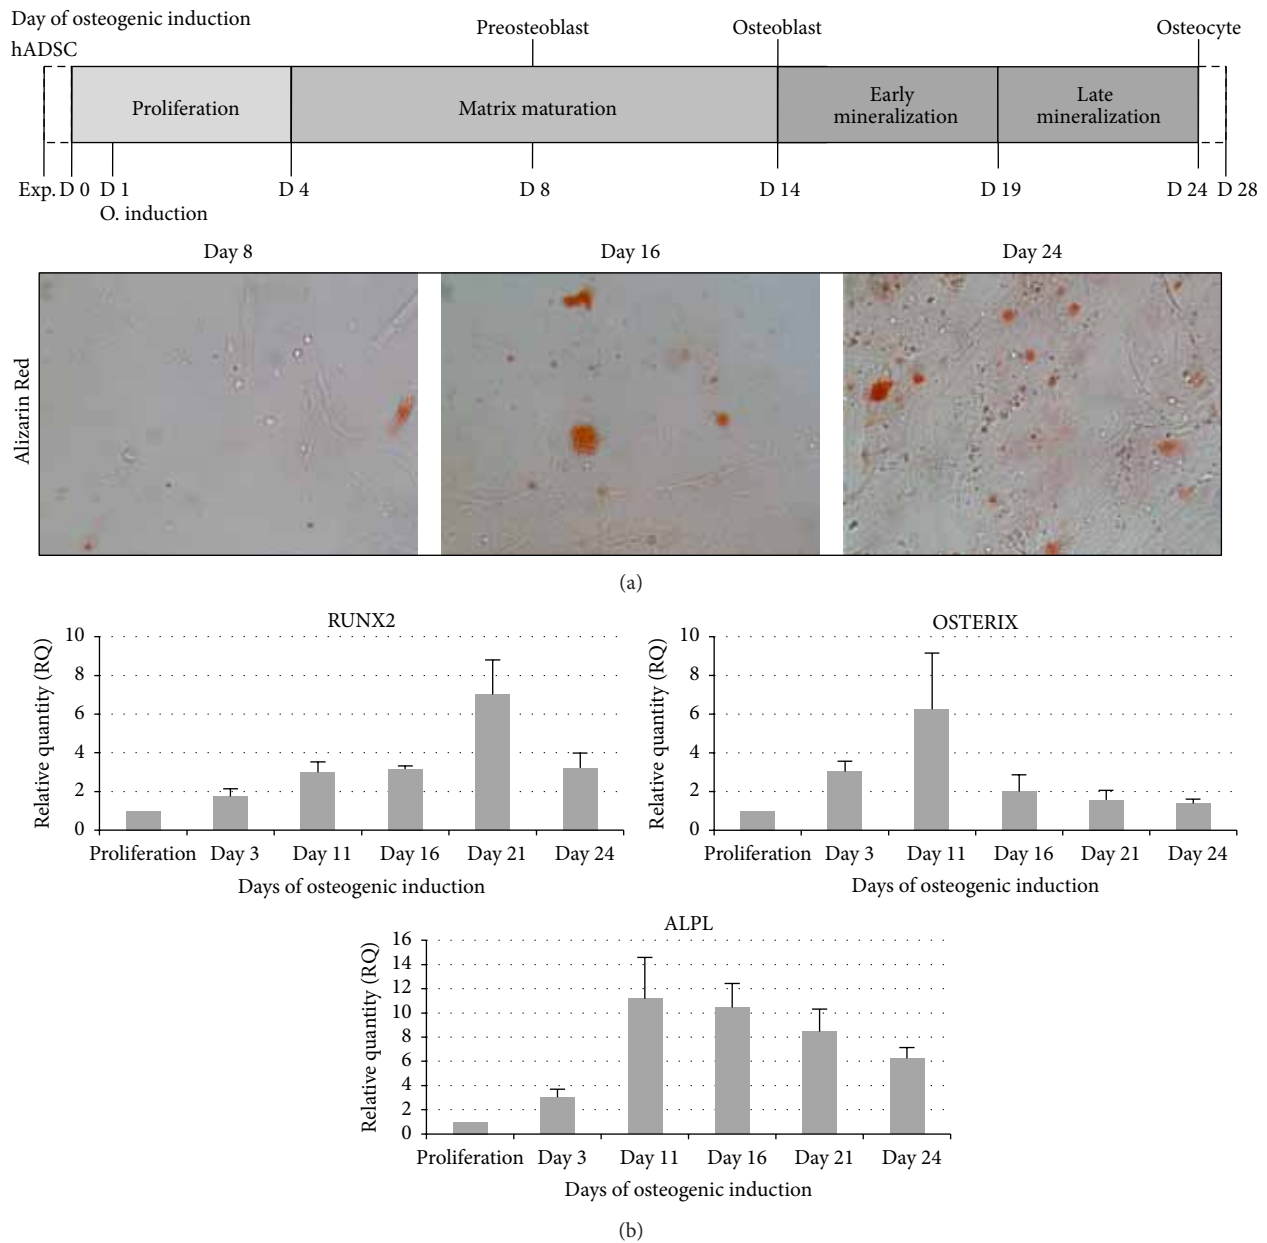 Day of osteogenic induction
hADSC
Preosteoblast
Osteoblast
Osteocyte
Proliferation
Matrix maturation
Early
mineralization
Late
mineralization
Exp. D 0 D 1 D 4 D 8 D 14 D 19 D 24 D 28
O. induction
Day 8 Day 16 Day 24
Alizarin Red
(a)
RUNX2
Relative quantity (RQ)
10
8
6
4
2
0
Proliferation Day 3 Day 11 Day 16 Day 21 Day 24
Days of osteogenic induction
OSTERIX
Relative quantity (RQ)
10
8
6
4
2
0
Proliferation Day 3 Day 11 Day 16 Day 21 Day 24
Days of osteogenic induction
ALPL
Relative quantity (RQ)
16
14
12
10
8
6
4
2
0
Proliferation Day 3 Day 11 Day 16 Day 21 Day 24
Days of osteogenic induction
(b)